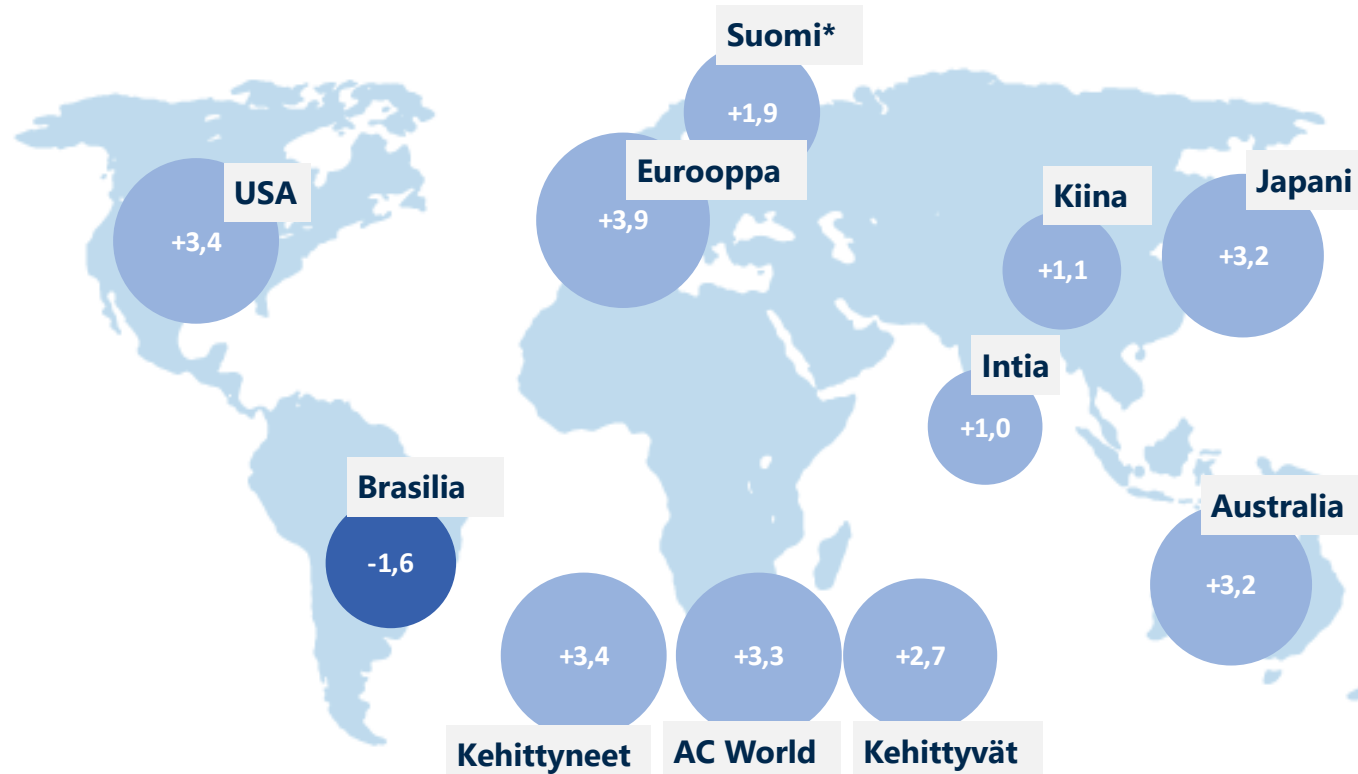 Suomi*
+1,9
Eurooppa
+3,9
USA
+3,4
Kiina
+1,1
Japani
+3,2
Intia
+1,0
Brasilia
-1,6
Australia
+3,2
+3,4
Kehittyneet
+3,3
AC World
+2,7
Kehittyvät